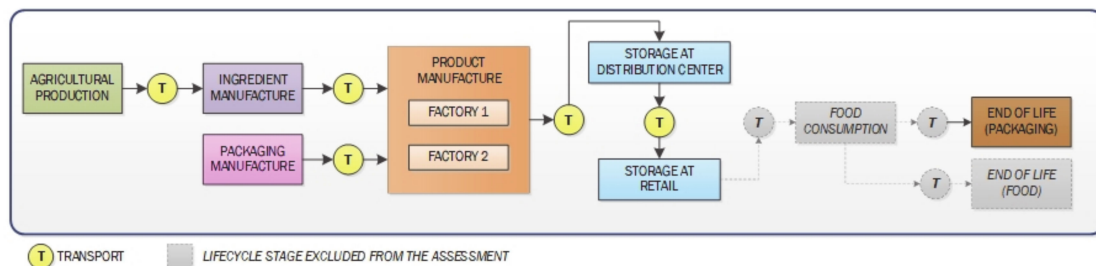 AGRICULTURAL
PRODUCTION
T
INGREDIENT
MANUFACTURE
T
PACKAGING
MANUFACTURE
T
PRODUCT
MANUFACTURE
FACTORY 1
FACTORY 2
T
STORAGE AT
DISTRIBUTION CENTER
T
STORAGE AT
RETAIL
T
FOOD
CONSUMPTION
T
END OF LIFE
(PACKAGING)
T
END OF LIFE
(FOOD)
T TRANSPORT
LIFECYCLE STAGE EXCLUDED FROM THE ASSESSMENT